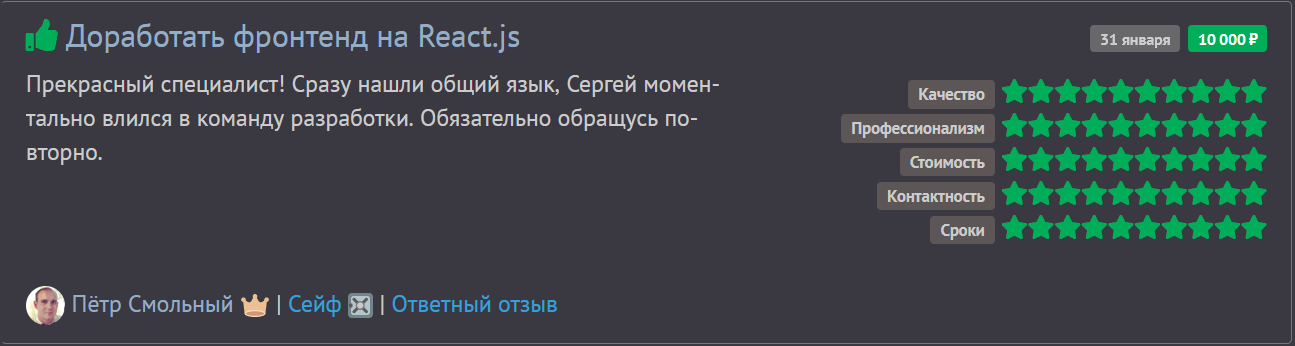 Доработать фронтенд на React.js
31 января 10 000 ₽
Прекрасный специалист! Сразу нашли общий язык, Сергей момен-
тально влился в команду разработки. Обязательно обращусь по-
вторно.
Качество
Профессионализм
Стоимость
Контактность
Сроки
Пётр Смольный | Сейф | Ответный отзыв